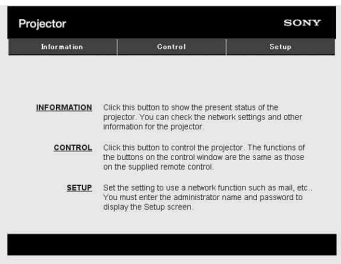 Projector SONY
Information Control Setup
INFORMATION Click this button to show the present status of the
projector. You can check the network settings and other
information for the projector.
CONTROL Click this button to control the projector. The functions of
the buttons on the control window are the same as those
on the supplied remote control.
SETUP Set the setting to use a network function such as mail, etc..
You must enter the administrator name and password to
display the Setup screen.